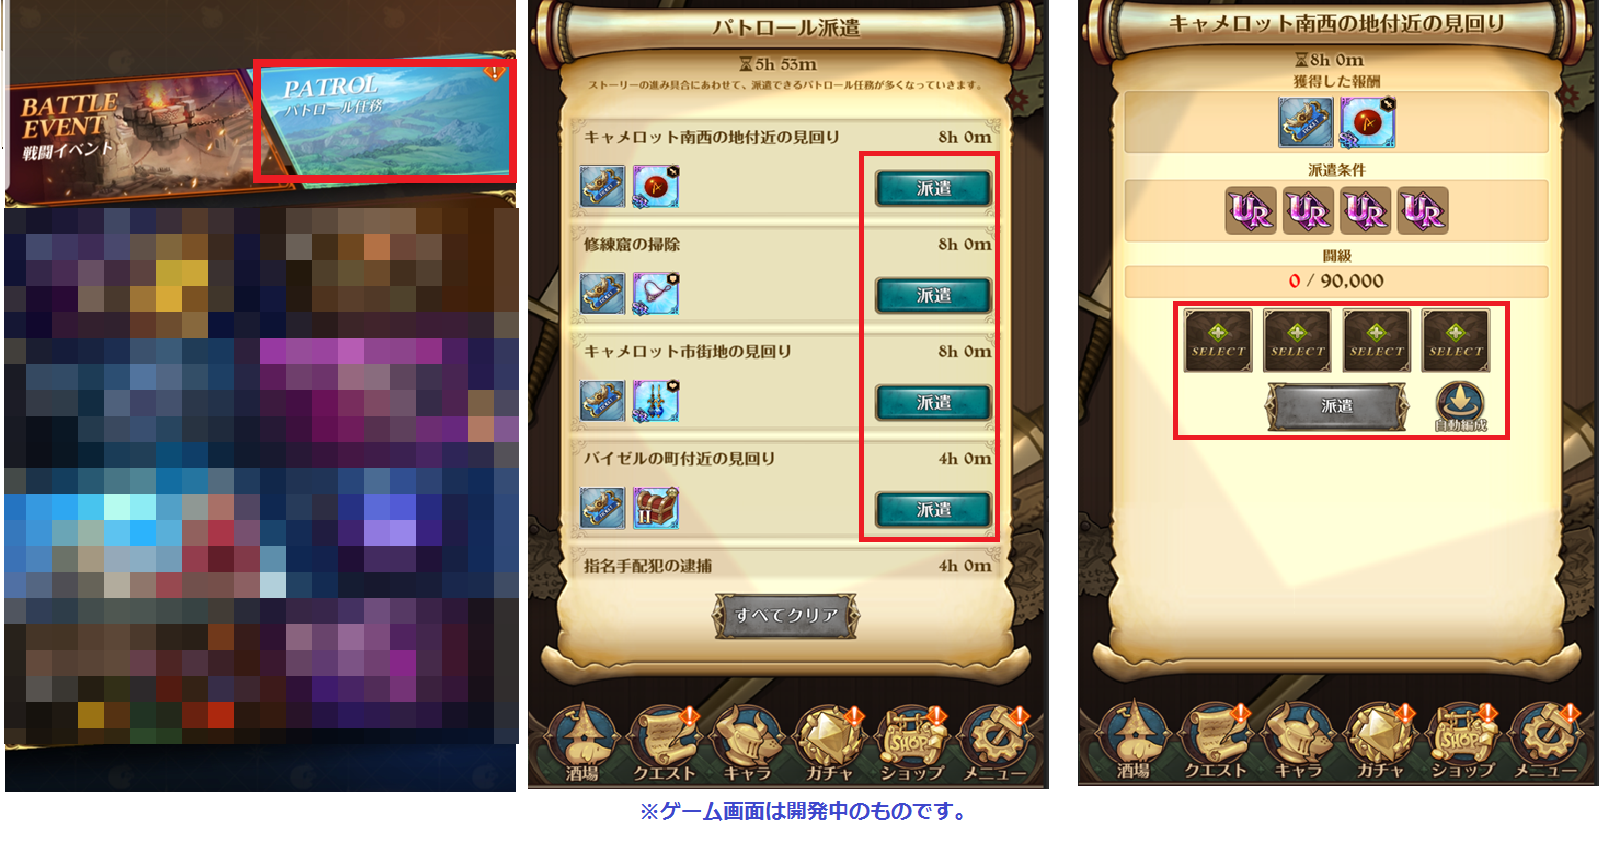 BATTLE
EVENT
戦闘イベント
PATROL
パトロール任務
パトロール派遣
5h 53m
ストーリーの進み具合にあわせて、派遣できるパトロール任務が多くなっていきます。
キャメロット南西の地付近の見回り 8h 0m
派遣
修練窟の掃除 8h 0m
派遣
キャメロット市街地の見回り 8h 0m
派遣
バイゼルの町付近の見回り 4h 0m
II
派遣
指名手配犯の逮捕 4h 0m
すべてクリア
SHOP
酒場 クエスト キャラ ガチャ ショップ メニュー
キャメロット南西の地付近の見回り
8h 0m
獲得した報酬
派遣条件
UR UR UR UR
闘級
0 / 90,000
SELECT SELECT SELECT SELECT
派遣
自動編成
SHOP
酒場 クエスト キャラ ガチャ ショップ メニュー
※ゲーム画面は開発中のものです。